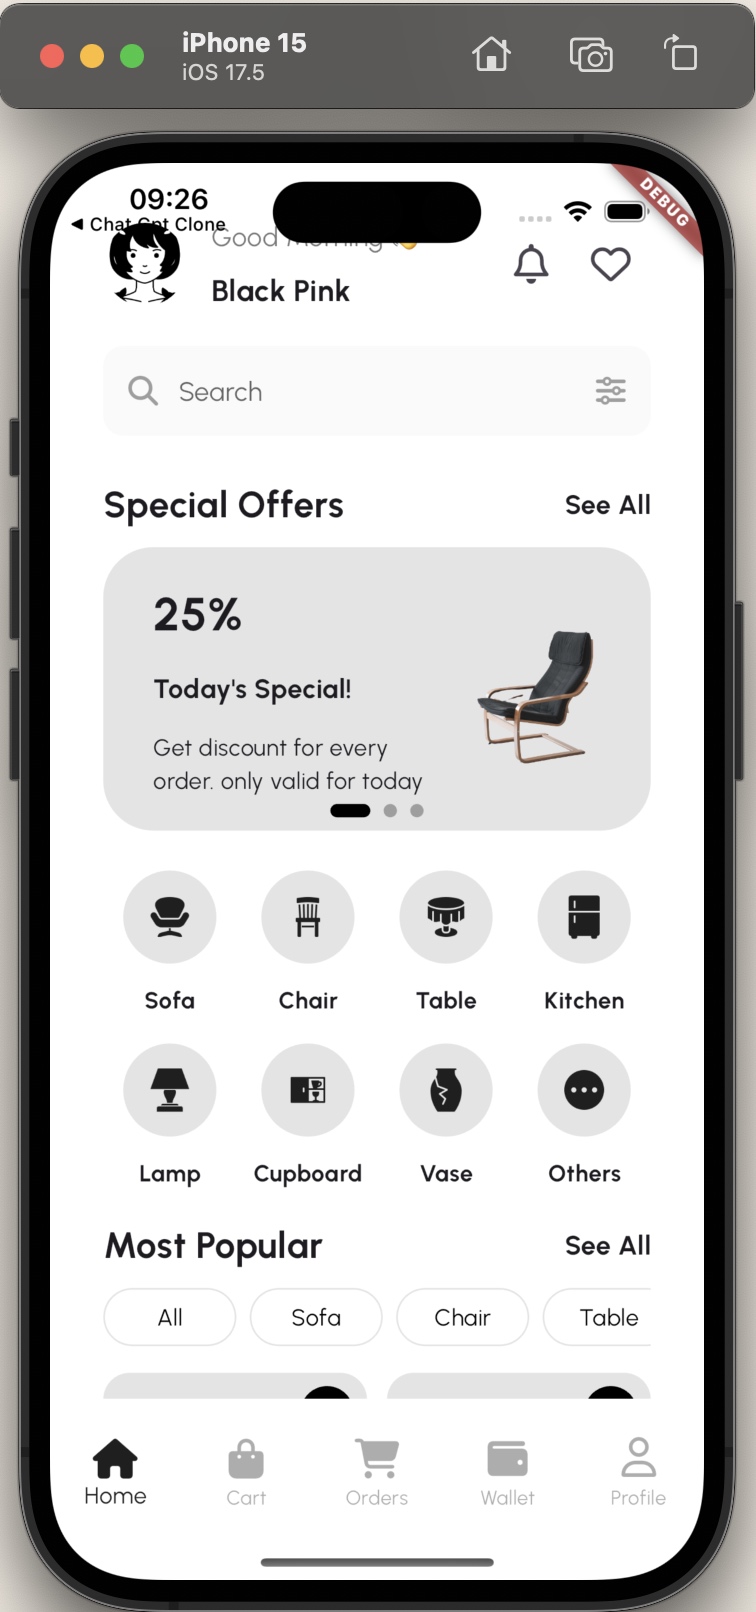 iPhone 15
iOS 17.5
09:26
DEBUG
◀ Chat Gpt Clone
Good Morning 👋
Black Pink
Search
Special Offers
See All
25%
Today's Special!
Get discount for every
order. only valid for today
Sofa
Chair
Table
Kitchen
Lamp
Cupboard
Vase
Others
Most Popular
See All
All
Sofa
Chair
Table
Home
Cart
Orders
Wallet
Profile